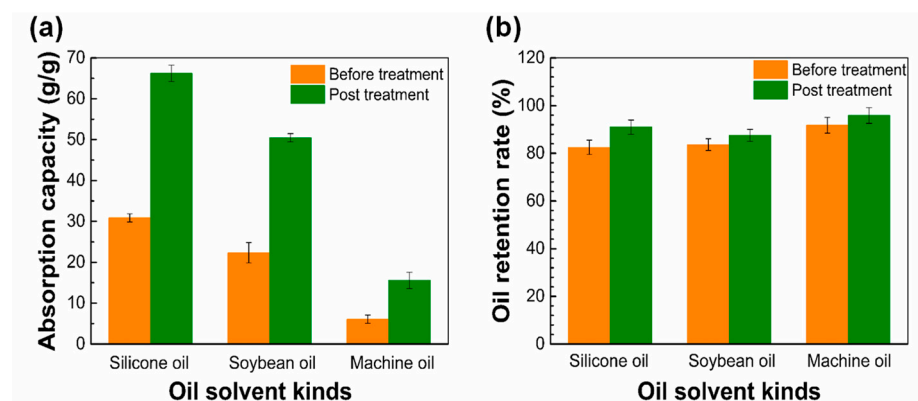 (a)
70
60
50
40
30
20
10
0
Absorption capacity (g/g)
Before treatment
Post treatment
Silicone oil Soybean oil Machine oil
Oil solvent kinds
(b)
120
100
80
60
40
20
0
Oil retention rate (%)
Before treatment
Post treatment
Silicone oil Soybean oil Machine oil
Oil solvent kinds